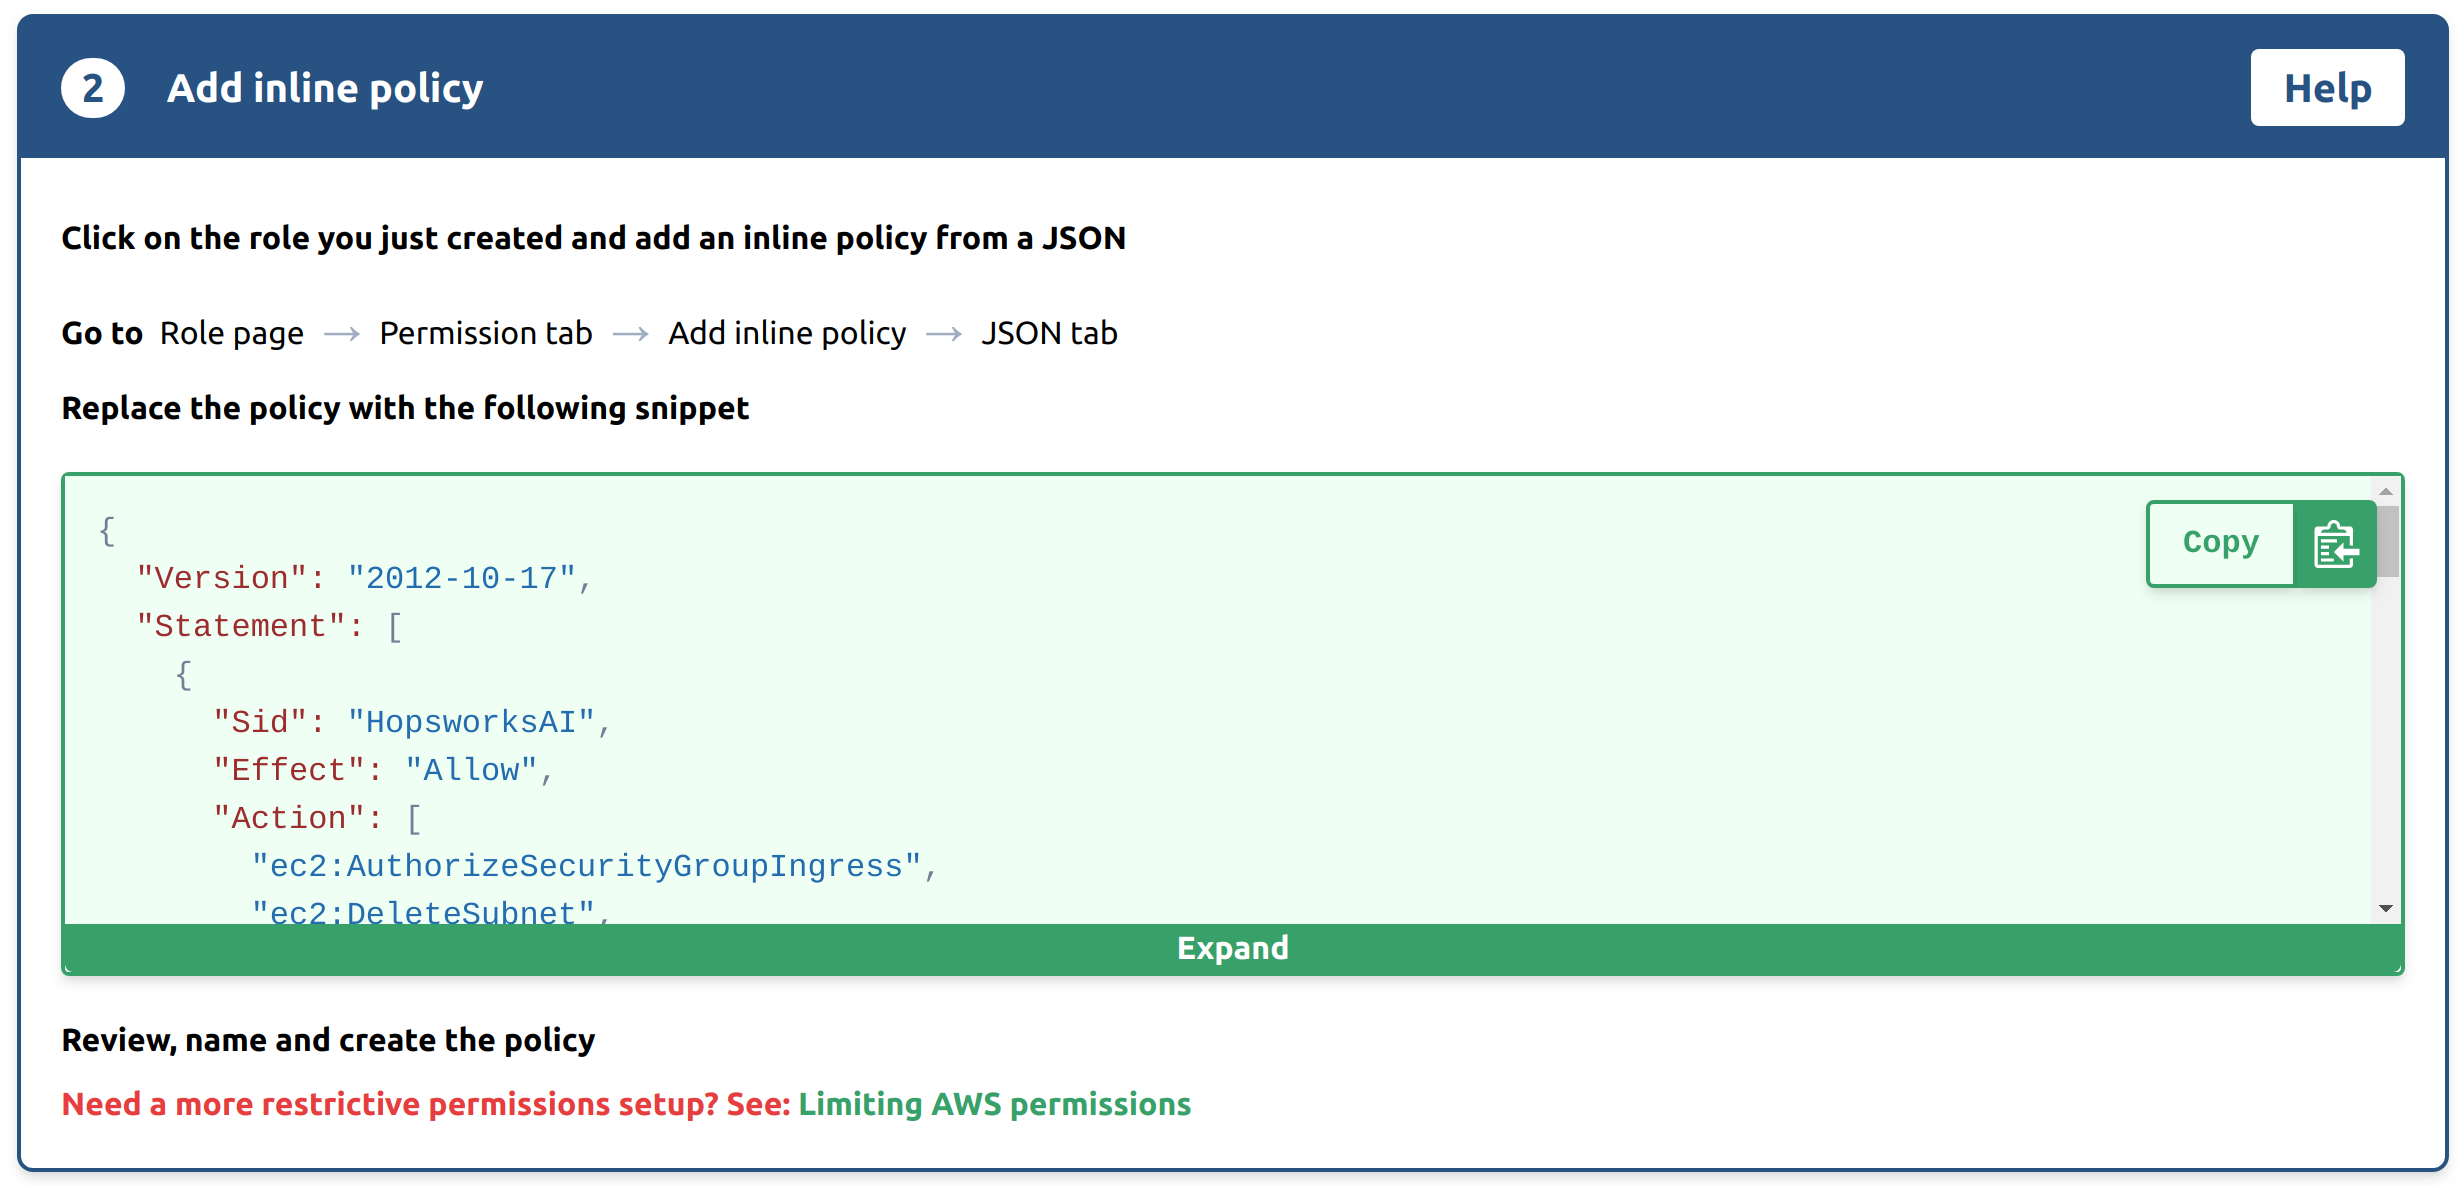 2 Add inline policy Help
Click on the role you just created and add an inline policy from a JSON
Go to Role page → Permission tab → Add inline policy → JSON tab
Replace the policy with the following snippet
{
  "Version": "2012-10-17",
  "Statement": [
    {
      "Sid": "HopsworksAI",
      "Effect": "Allow",
      "Action": [
        "ec2:AuthorizeSecurityGroupIngress",
        "ec2:DeleteSubnet",
Copy
Expand
Review, name and create the policy
Need a more restrictive permissions setup? See: Limiting AWS permissions